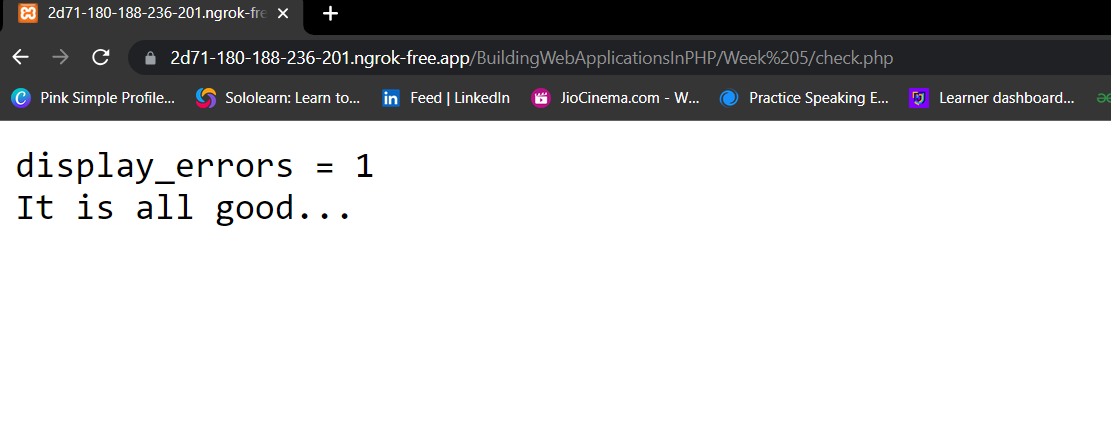 2d71-180-188-236-201.ngrok-fre
2d71-180-188-236-201.ngrok-free.app/BuildingWebApplicationsInPHP/Week%205/check.php
Pink Simple Profile... Sololearn: Learn to... Feed | LinkedIn JioCinema.com - W... Practice Speaking E... Learner dashboard...
display_errors = 1
It is all good...